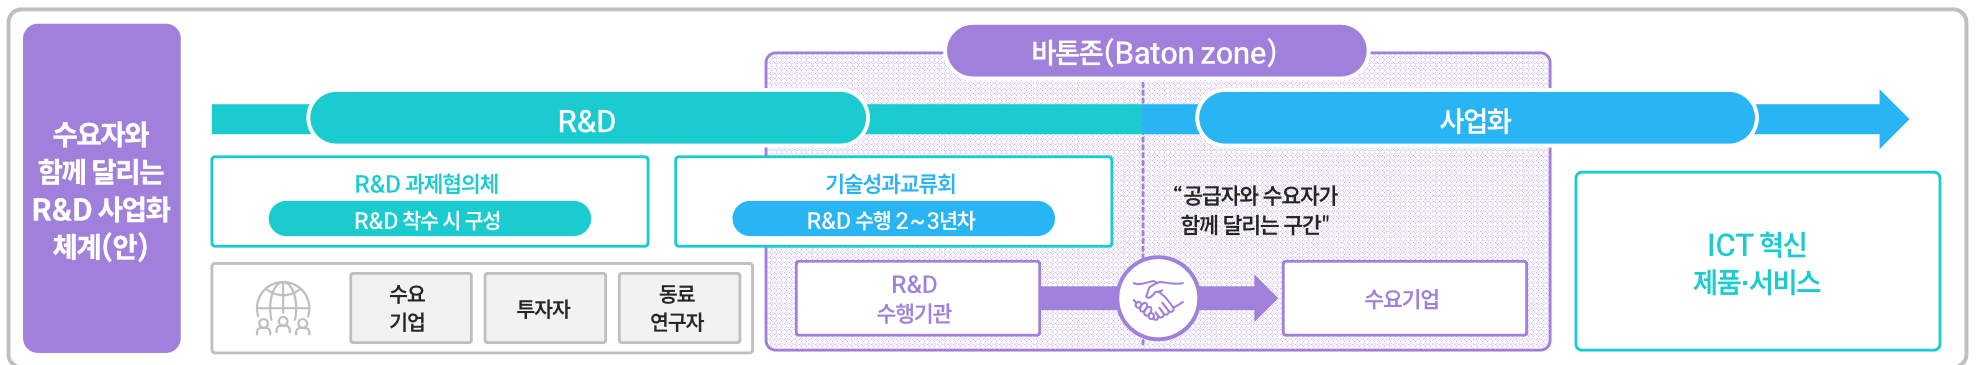 수요자와
함께 달리는
R&D 사업화
체계(안)
바톤존(Baton zone)
R&D
사업화
R&D 과제협의체
R&D 착수 시 구성
기술성과교류회
R&D 수행 2~3년차
“공급자와 수요자가
함께 달리는 구간"
수요
기업
투자자
동료
연구자
R&D
수행기관
수요기업
ICT 혁신
제품·서비스